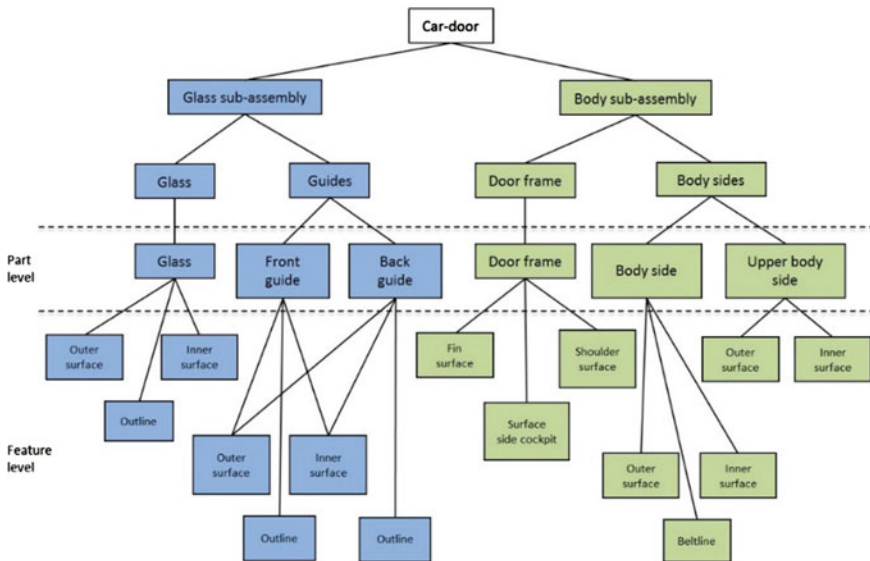 Car-door
Glass sub-assembly
Body sub-assembly
Glass
Guides
Door frame
Body sides
Part
level
Glass
Front
guide
Back
guide
Door frame
Body side
Upper body
side
Outer
surface
Inner
surface
Fin
surface
Shoulder
surface
Outer
surface
Inner
surface
Outline
Surface
side cockpit
Feature
level
Outer
surface
Inner
surface
Outer
surface
Inner
surface
Outline
Outline
Beltline